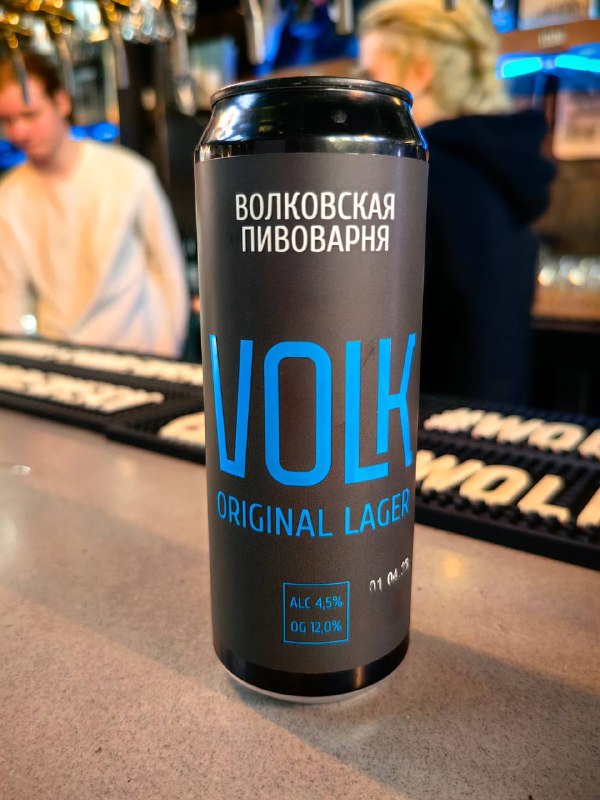 ВОЛКОВСКАЯ
ПИВОВАРНЯ
VOLK
ORIGINAL LAGER
ALC 4,5%
OG 12,0%